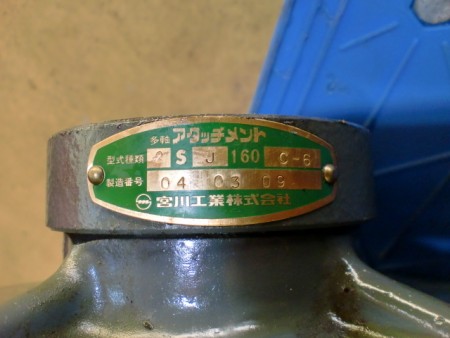 多軸 アタッチメント
型式種類 3 S J 160 C-6
製造番号 04 03 09
宮川工業株式会社